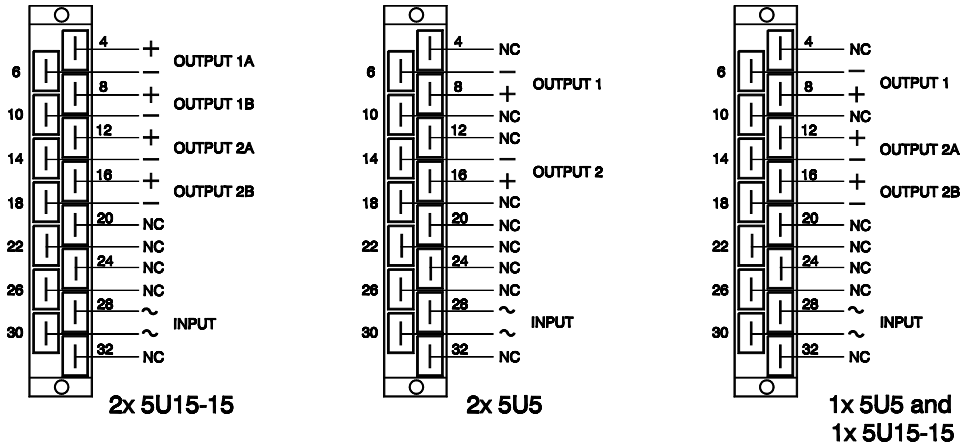 4 +
OUTPUT 1A
6 −
8 +
OUTPUT 1B
10 −
12 +
OUTPUT 2A
14 −
16 +
OUTPUT 2B
18 −
20 NC
22 NC
24 NC
26 NC
28 ~
INPUT
30 ~
32 NC
2x 5U15-15
4 NC
6 −
OUTPUT 1
8 +
10 NC
12 NC
14 −
OUTPUT 2
16 +
18 NC
20 NC
22 NC
24 NC
26 NC
28 ~
INPUT
30 ~
32 NC
2x 5U5
4 NC
6 −
OUTPUT 1
8 +
10 NC
12 +
OUTPUT 2A
14 −
16 +
OUTPUT 2B
18 −
20 NC
22 NC
24 NC
26 NC
28 ~
INPUT
30 ~
32 NC
1x 5U5 and
1x 5U15-15